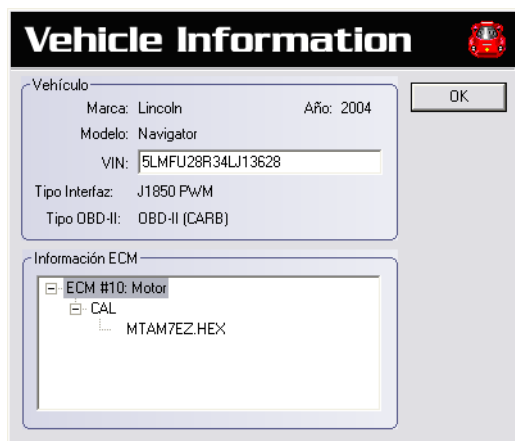 Vehicle Information
Vehículo
OK
Marca: Lincoln Año: 2004
Modelo: Navigator
VIN: 5LMFU28R34LJ13628
Tipo Interfaz: J1850 PWM
Tipo OBD-II: OBD-II (CARB)
Información ECM
ECM #10: Motor
CAL
MTAM7EZ.HEX